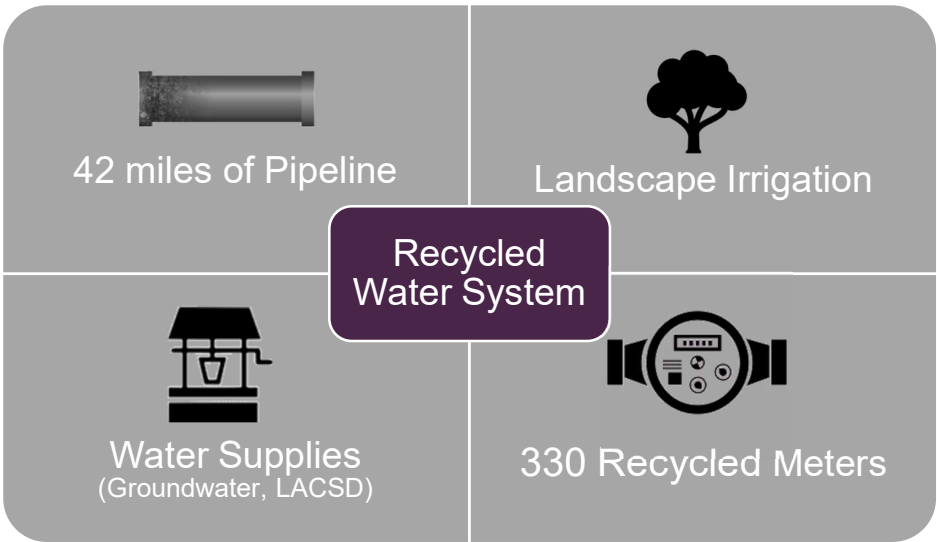 42 miles of Pipeline
Landscape Irrigation
Recycled
Water System
Water Supplies
(Groundwater, LACSD)
330 Recycled Meters